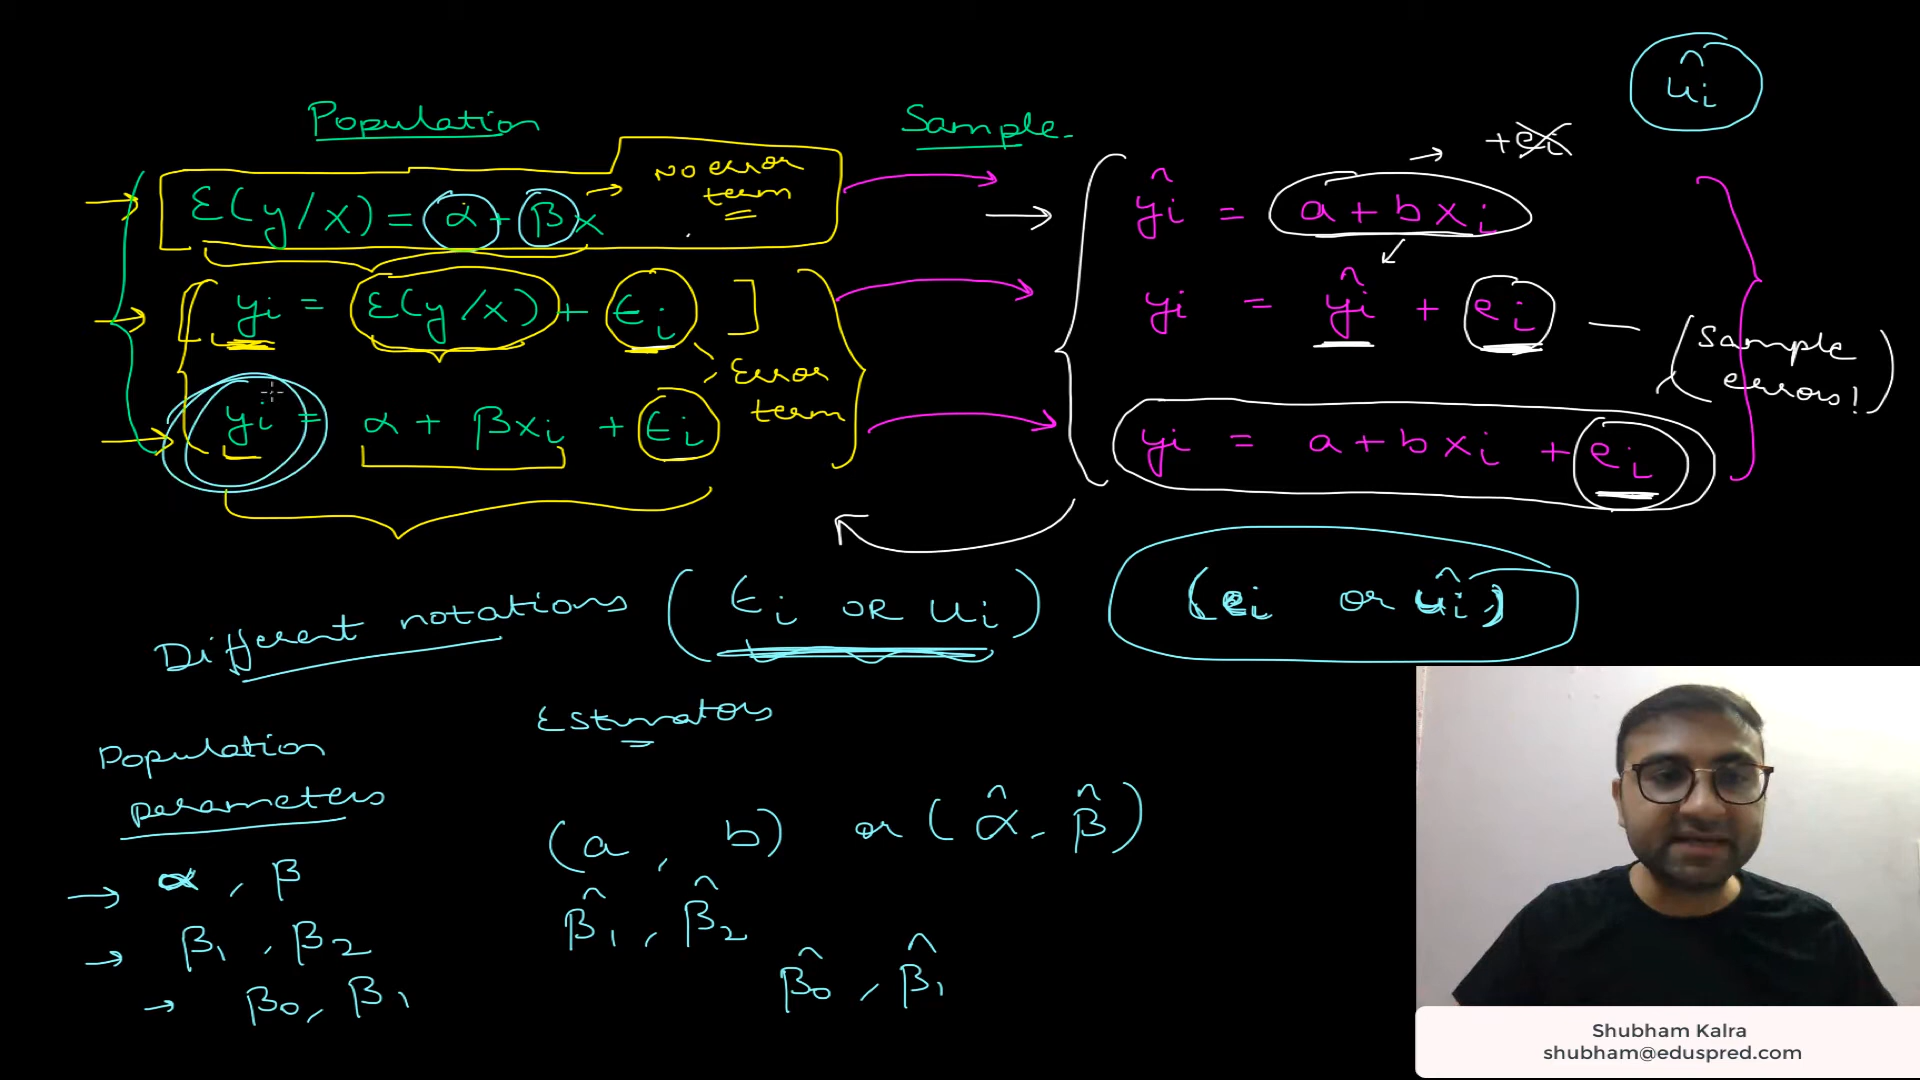 ûi
Population
Sample
+ei
No error
term
E(y/x) = α + βx
ŷi = a + bxi
yi = E(y/x) + ϵi
yi = ŷi + ei
(Sample
errors!)
Error
term
yi = α + βxi + ϵi
yi = a + bxi + ei
Different notations (ϵi OR ui)
(ei or ûi)
Estimators
Population
parameters
(a, b) or (α̂, β̂)
α, β
β̂1, β̂2
β1, β2
β̂0, β̂1
β0, β1
Shubham Kalra
shubham@eduspred.com